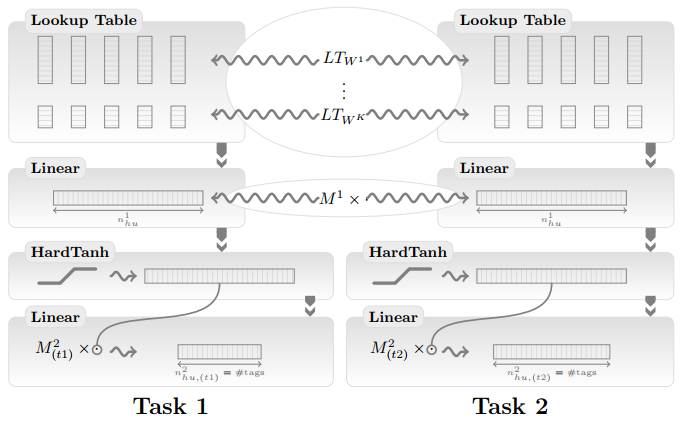 Lookup Table
Lookup Table
LT_{W^1}
⋮
LT_{W^K}
Linear
Linear
M^1 ×
n^1_{hu}
n^1_{hu}
HardTanh
HardTanh
Linear
Linear
M^2_{(t1)} × ⊙
M^2_{(t2)} × ⊙
n^2_{hu,(t1)} = #tags
n^2_{hu,(t2)} = #tags
Task 1
Task 2